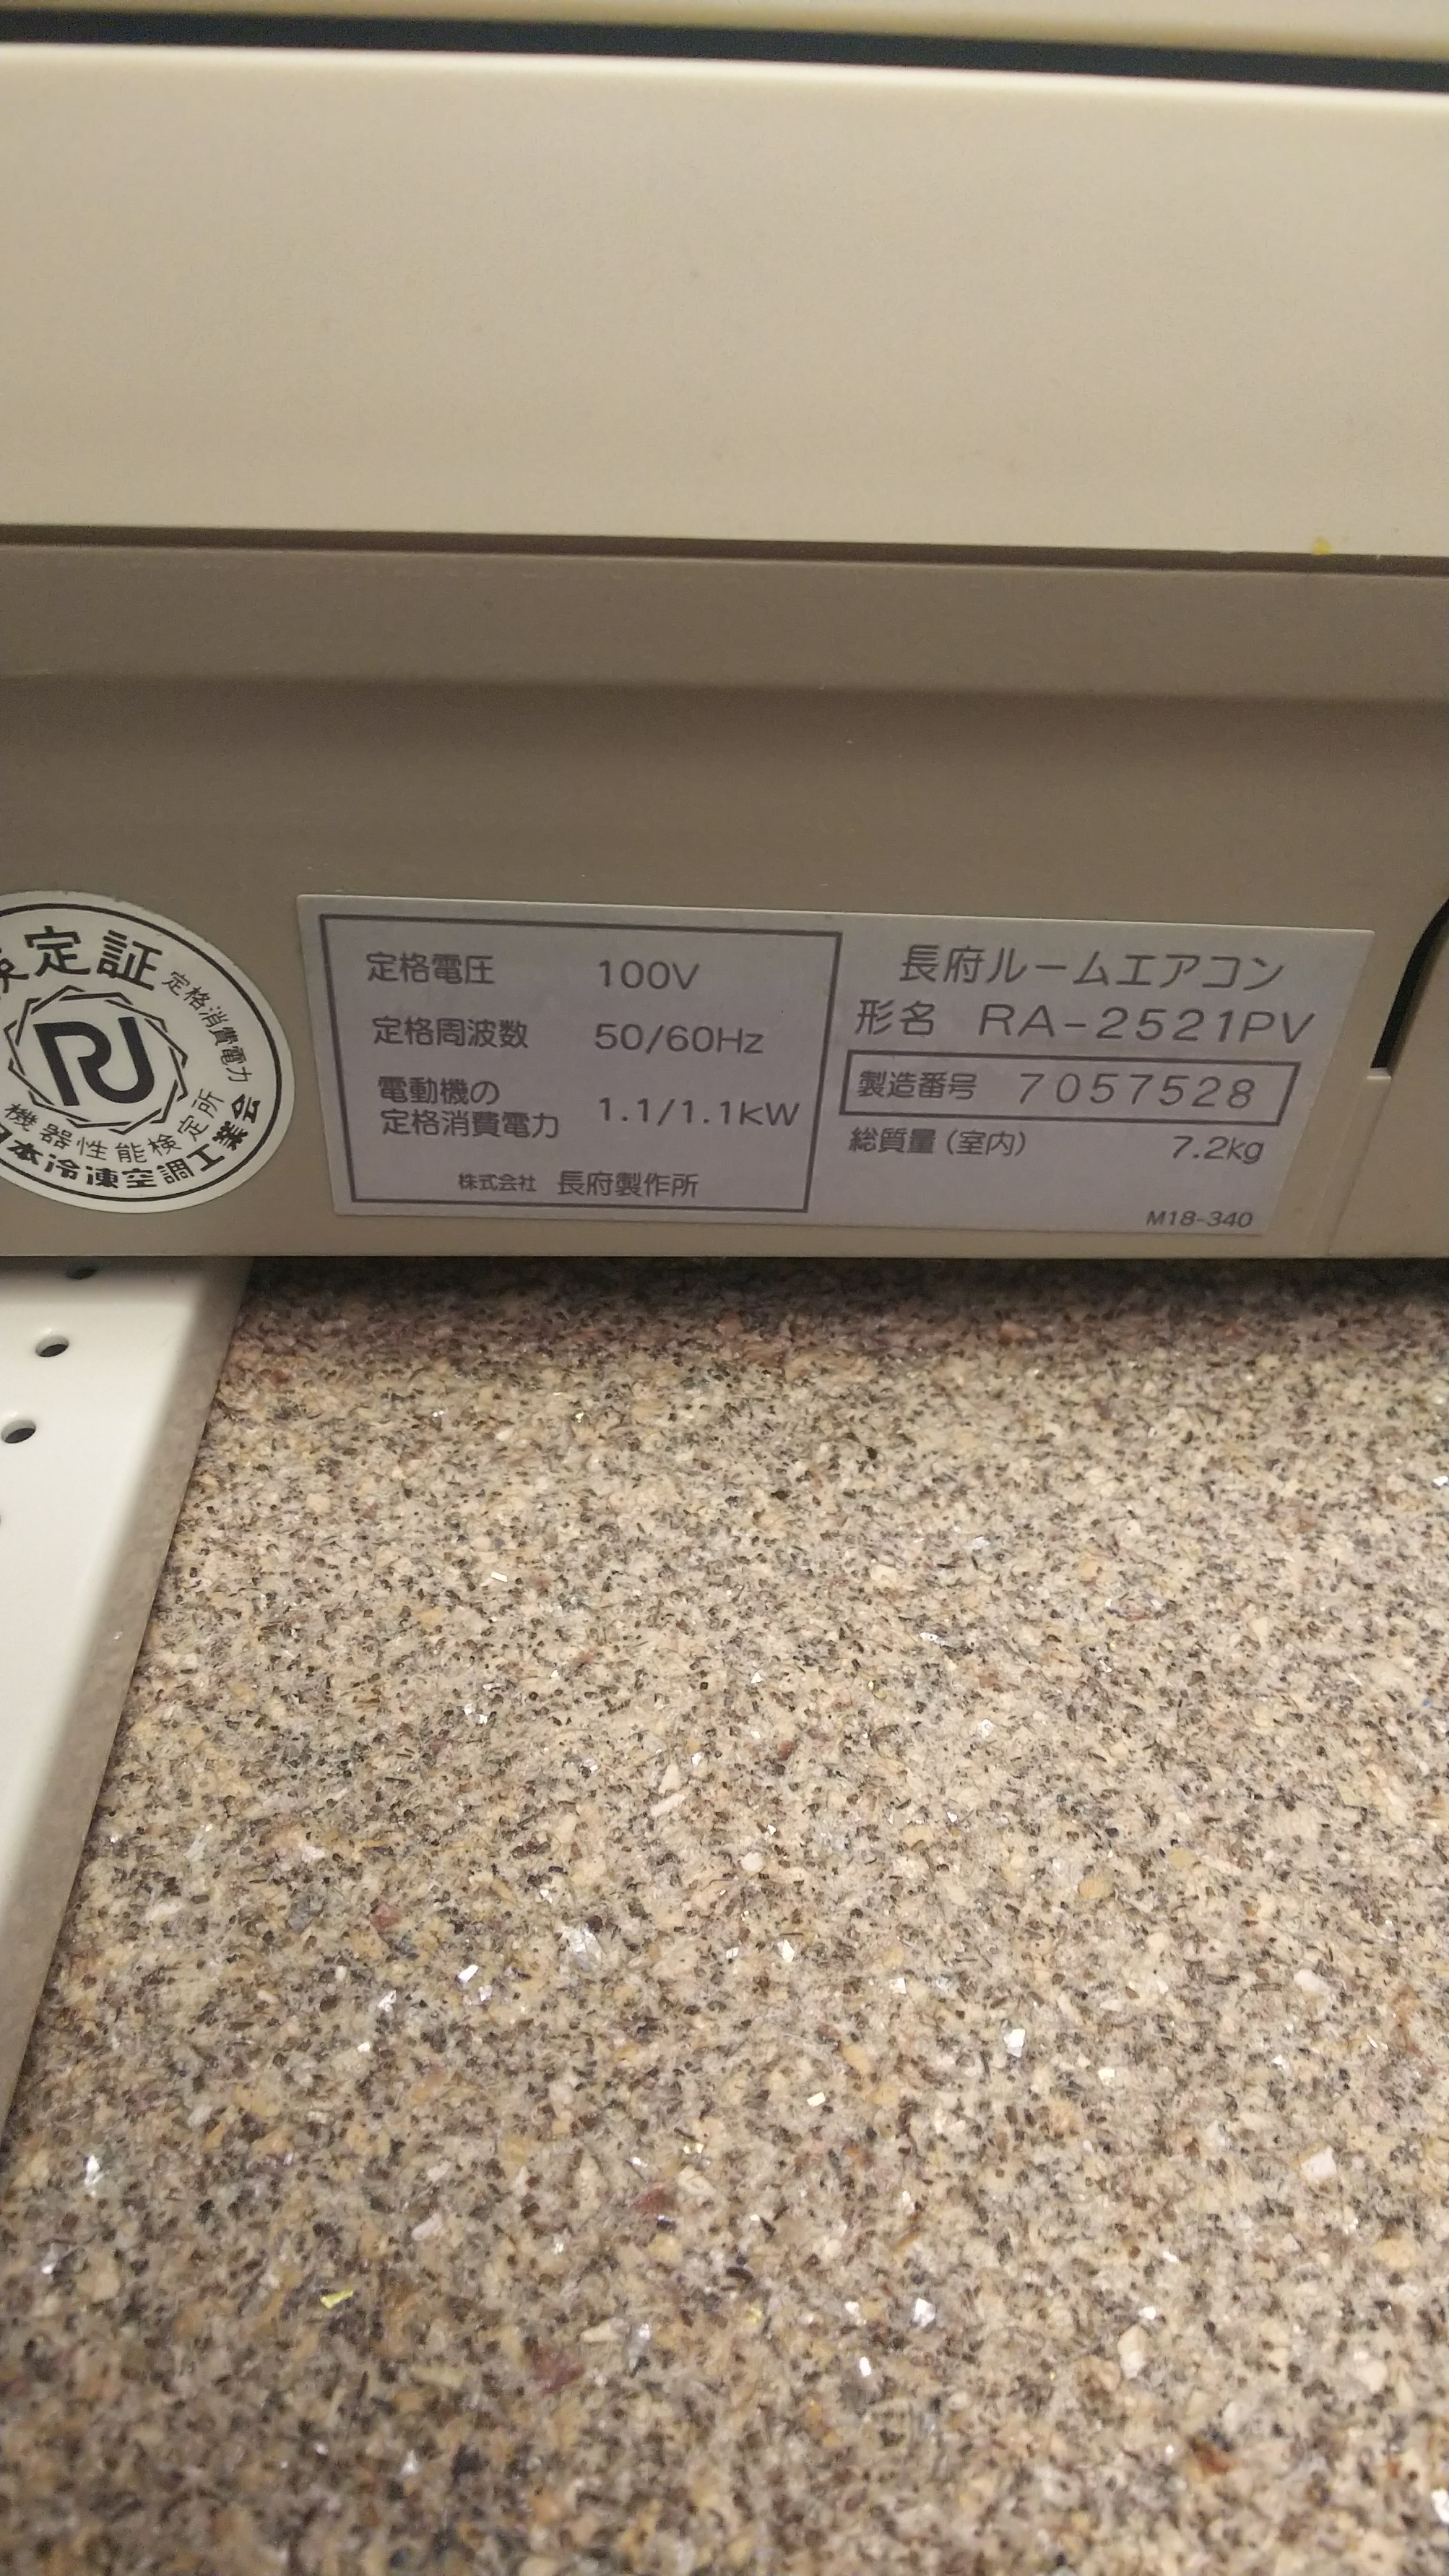 検定証
定格消費電力
機器性能検定所
日本冷凍空調工業会
定格電圧 100V
定格周波数 50/60Hz
電動機の
定格消費電力 1.1/1.1KW
株式会社 長府製作所
長府ルームエアコン
形名 RA-2521PV
製造番号 7057528
総質量(室内) 7.2kg
M18-340